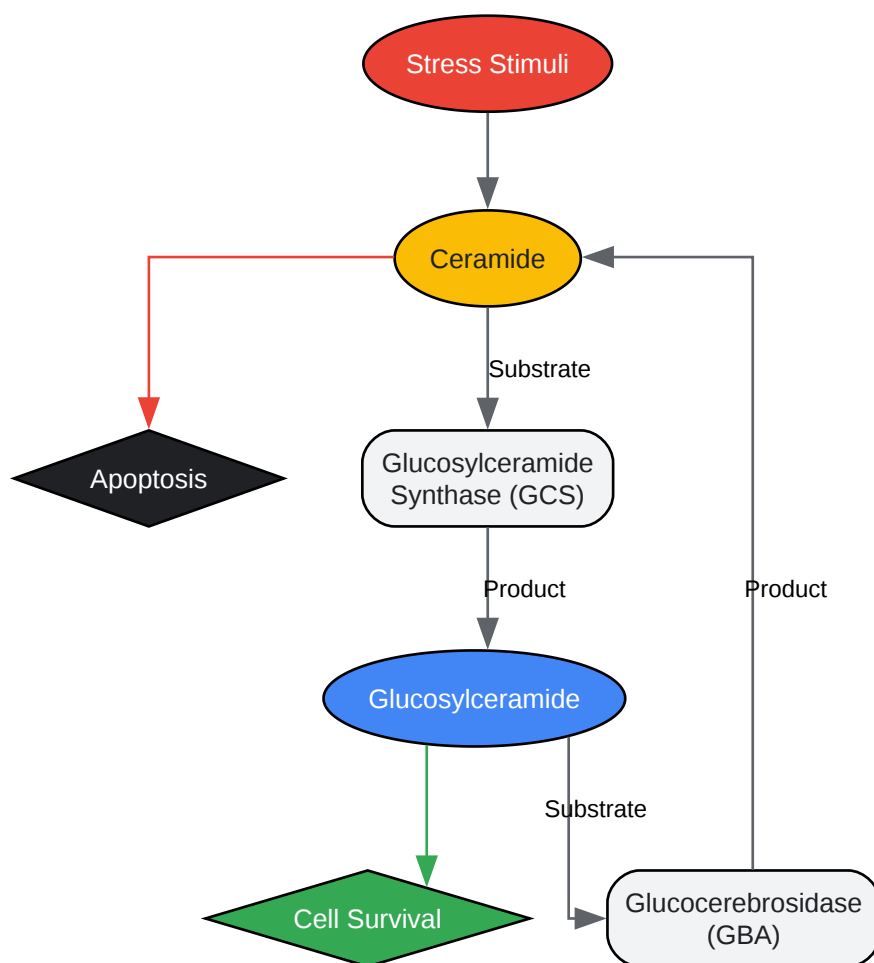 Stress Stimuli
Ceramide
Substrate
Apoptosis
Glucosylceramide
Synthase (GCS)
Product
Product
Glucosylceramide
Substrate
Cell Survival
Glucocerebrosidase
(GBA)